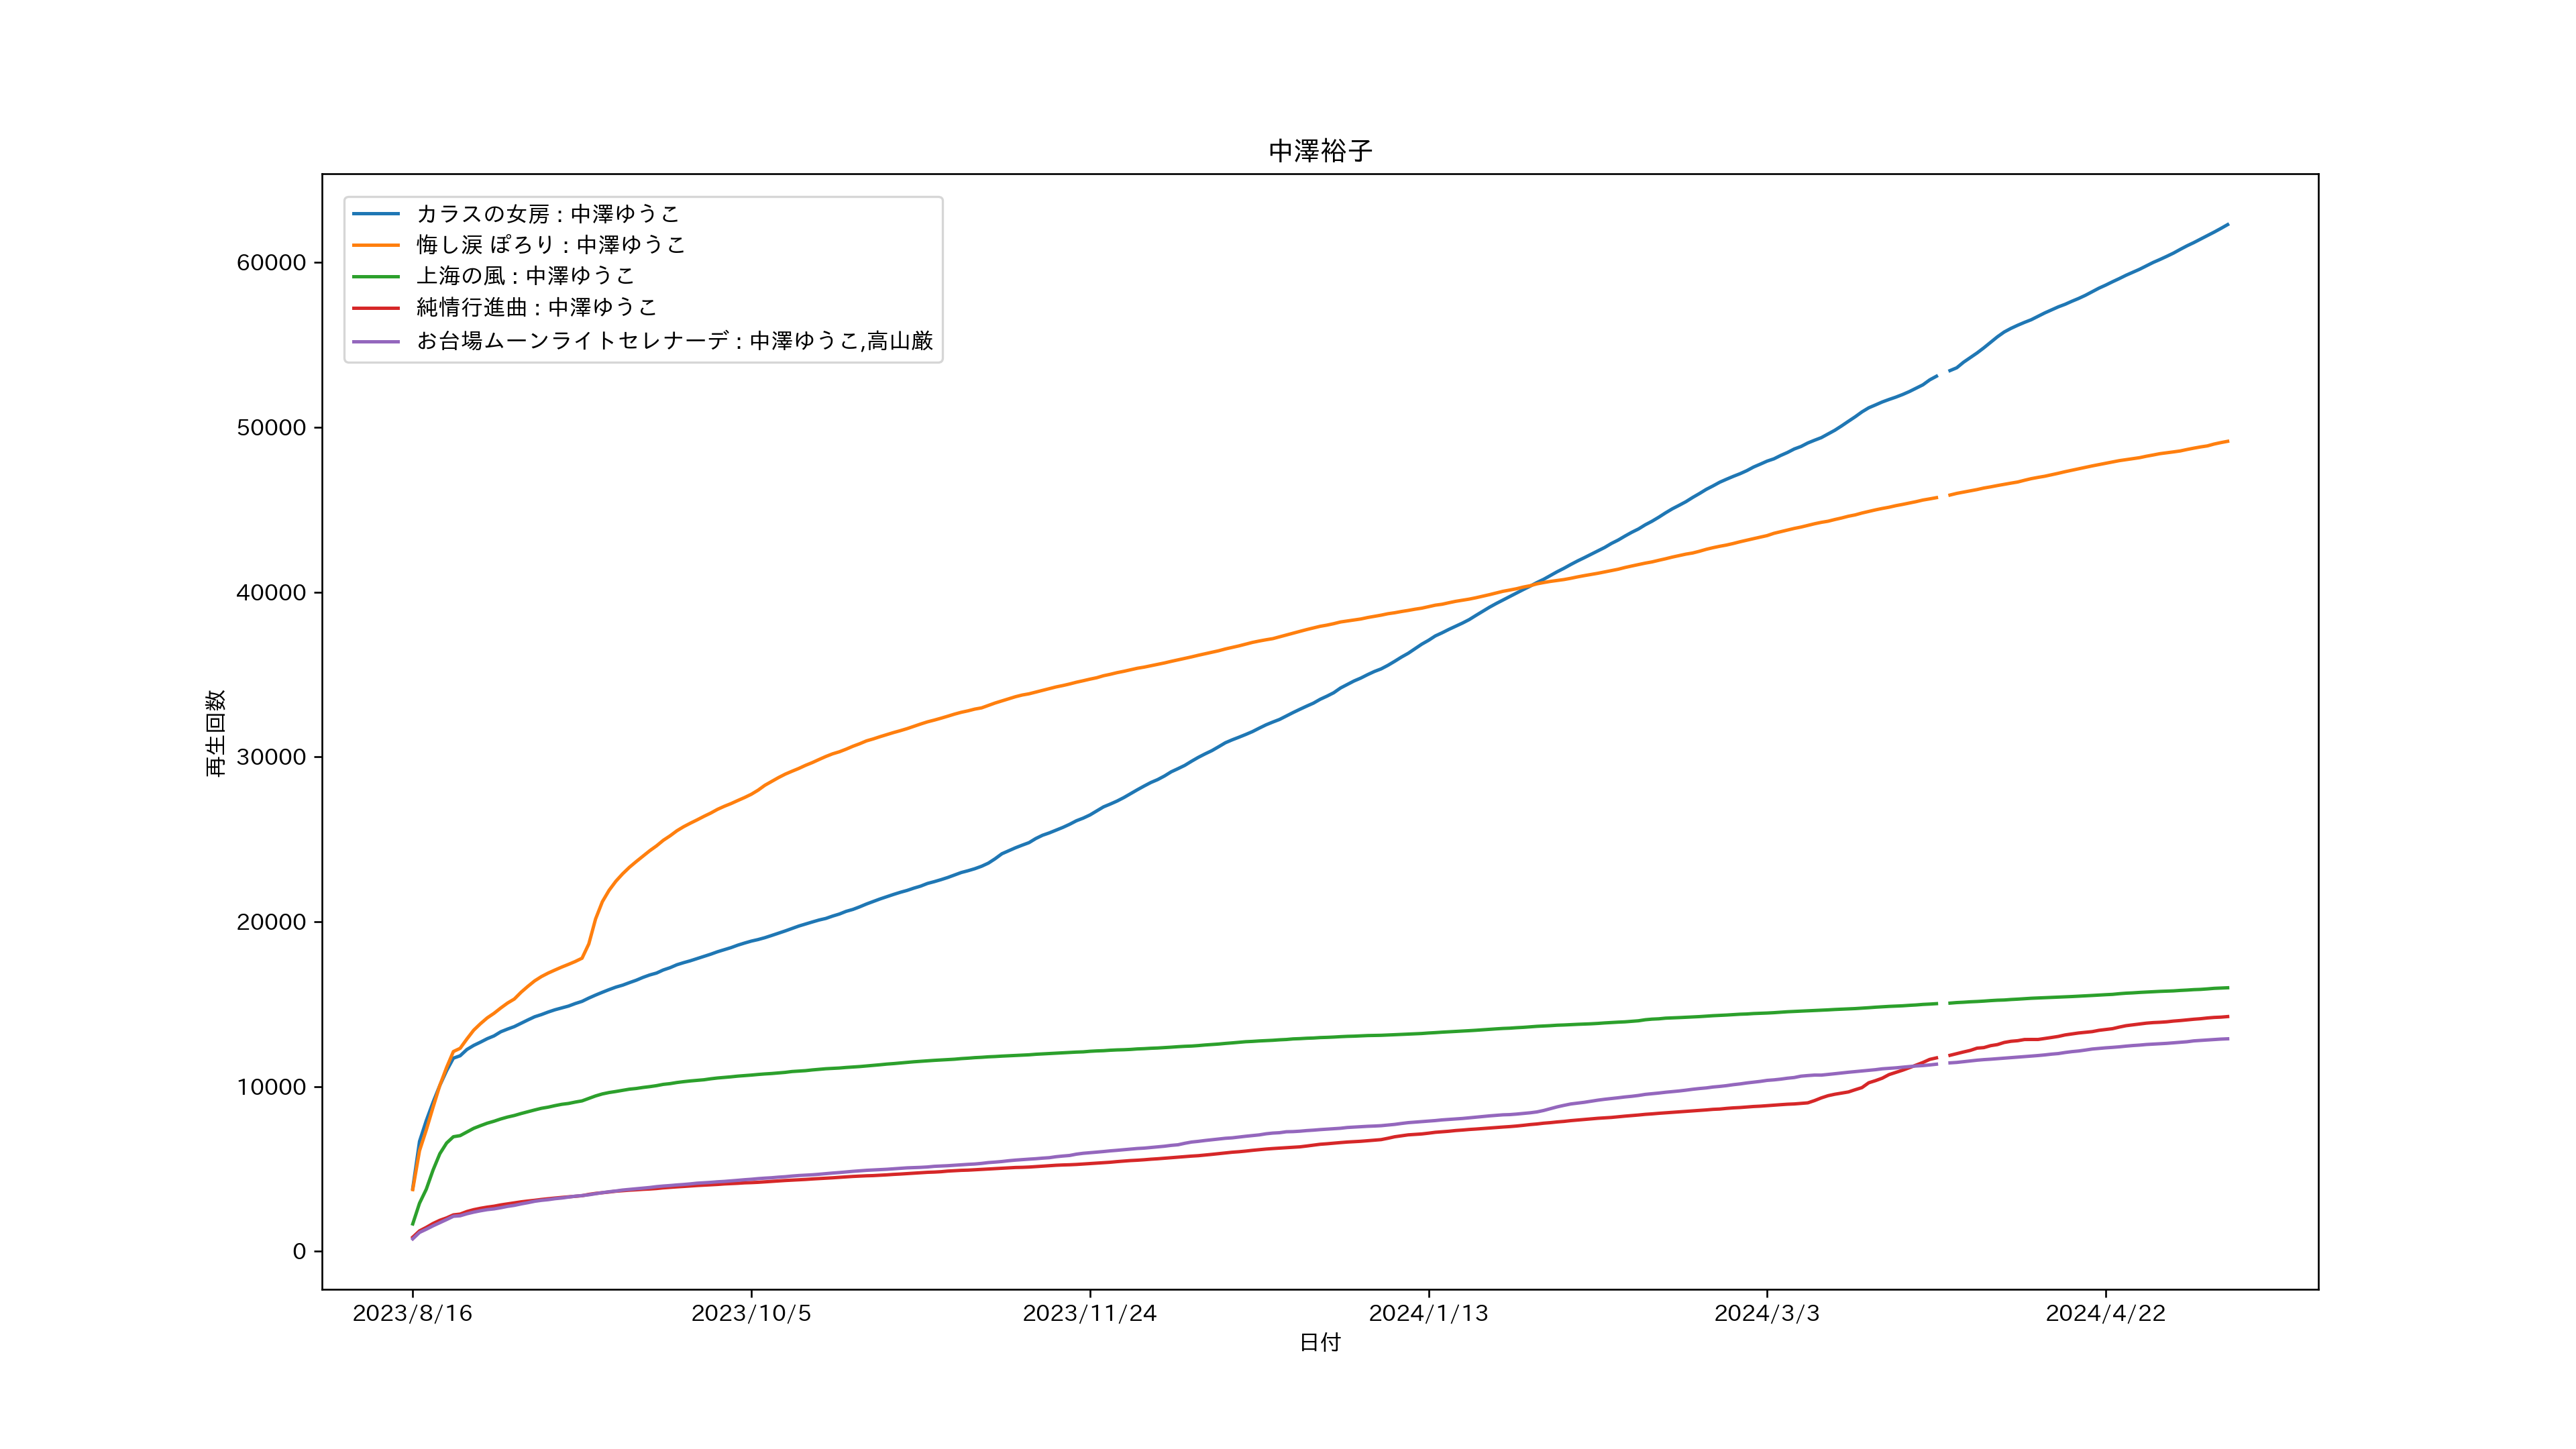 中澤裕子
カラスの女房 : 中澤ゆうこ
悔し涙 ぽろり : 中澤ゆうこ
上海の風 : 中澤ゆうこ
純情行進曲 : 中澤ゆうこ
お台場ムーンライトセレナーデ : 中澤ゆうこ,高山厳
60000
50000
40000
30000
20000
10000
0
再生回数
2023/8/16 2023/10/5 2023/11/24 2024/1/13 2024/3/3 2024/4/22
日付